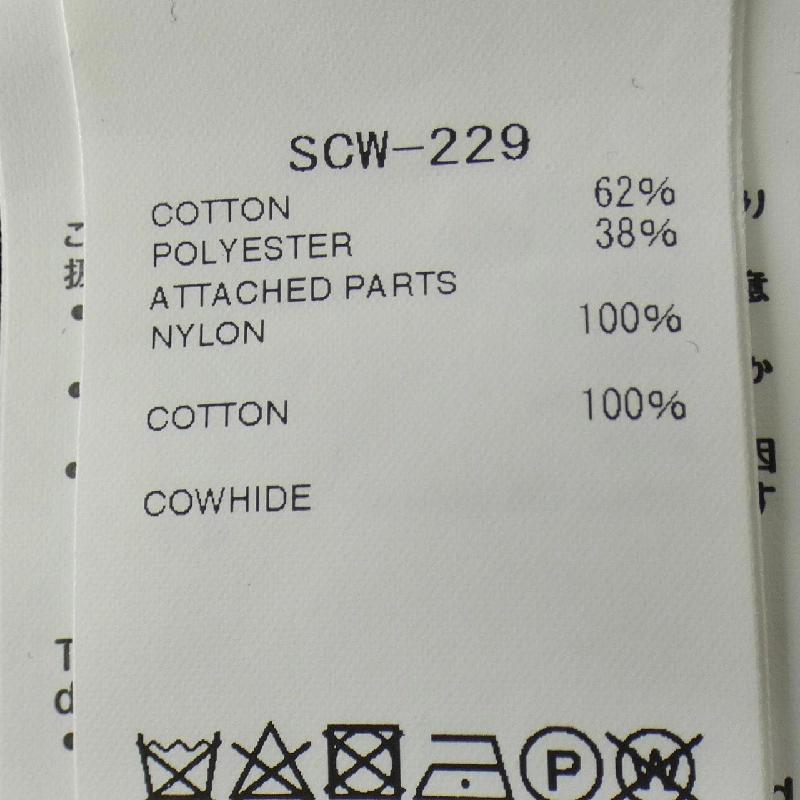 SCW-229
COTTON 62%
POLYESTER 38%
ATTACHED PARTS
NYLON 100%
COTTON 100%
COWHIDE
P
W